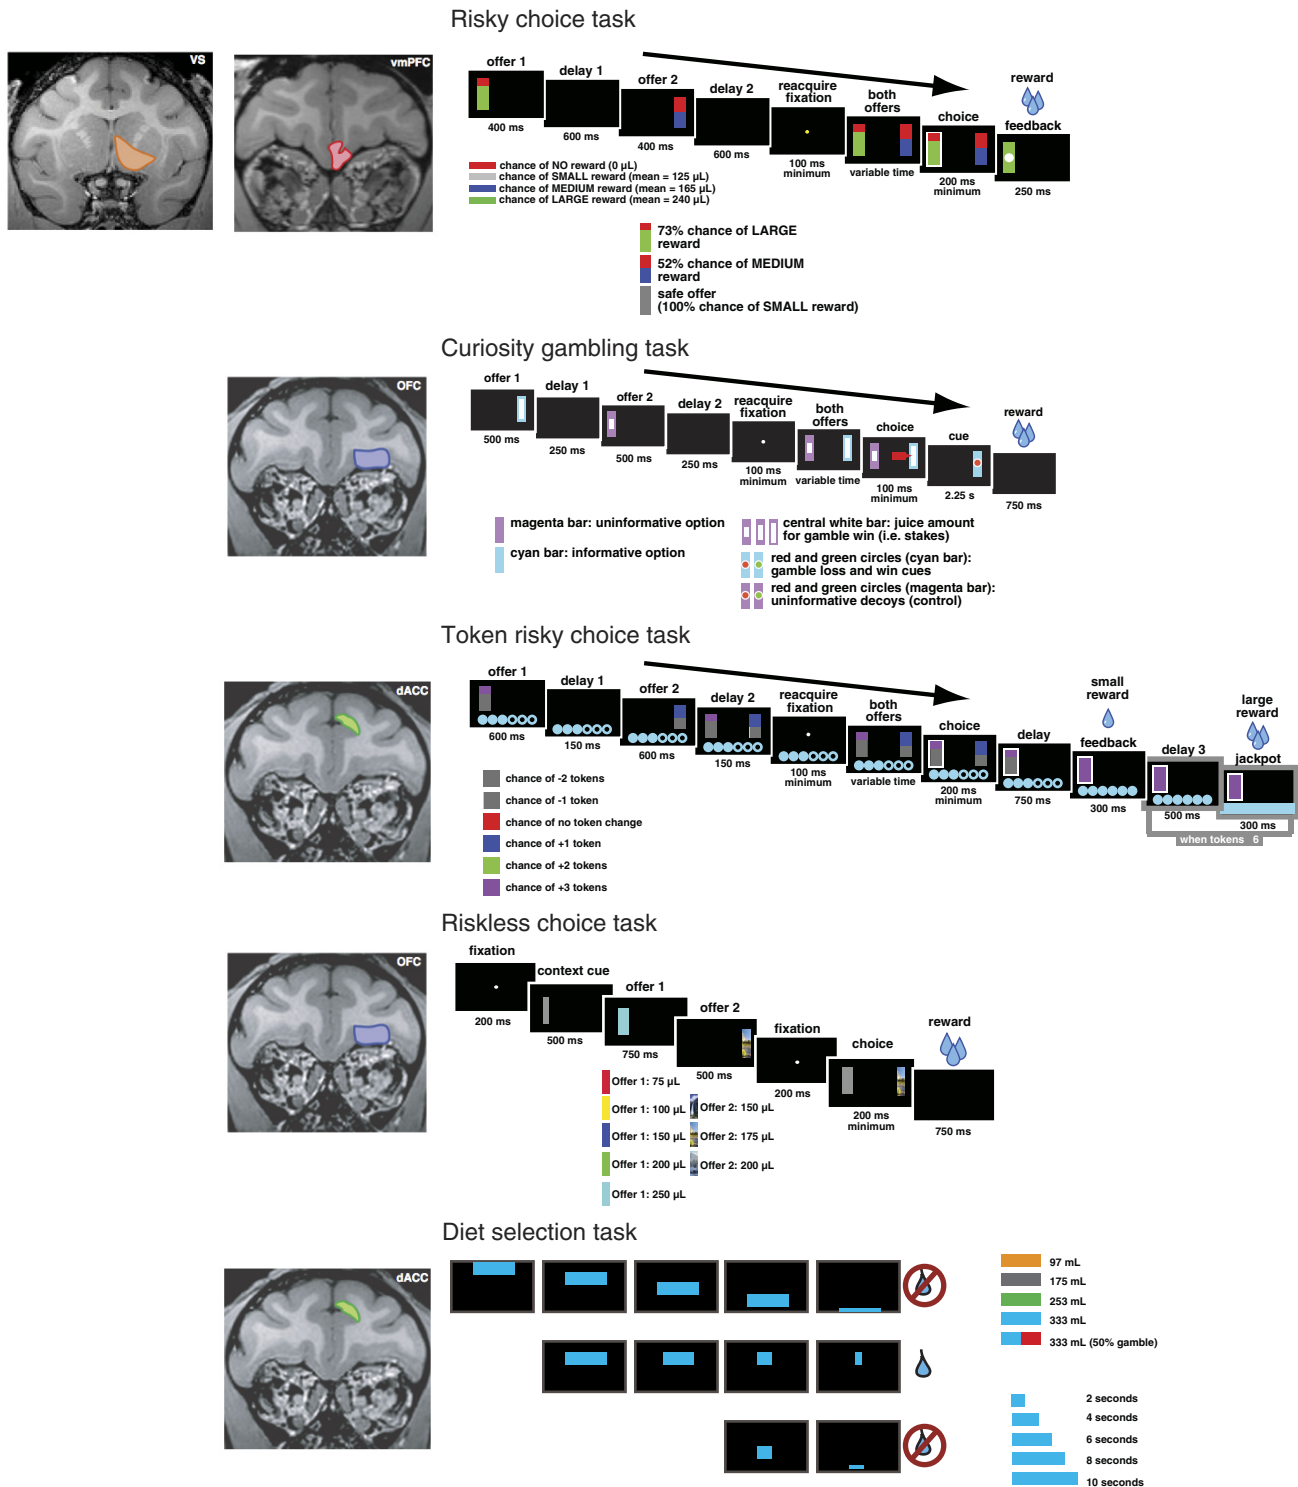 Risky choice task
VS
vmPFC
offer 1
delay 1
offer 2
delay 2
reacquire
fixation
both
offers
choice
reward
feedback
400 ms
600 ms
400 ms
600 ms
100 ms
minimum
variable time
200 ms
minimum
250 ms
chance of NO reward (0 µL)
chance of SMALL reward (mean = 125 µL)
chance of MEDIUM reward (mean = 165 µL)
chance of LARGE reward (mean = 240 µL)
73% chance of LARGE
reward
52% chance of MEDIUM
reward
safe offer
(100% chance of SMALL reward)
Curiosity gambling task
OFC
offer 1
delay 1
offer 2
delay 2
reacquire
fixation
both
offers
choice
cue
reward
500 ms
250 ms
500 ms
250 ms
100 ms
minimum
variable time
100 ms
minimum
2.25 s
750 ms
magenta bar: uninformative option
cyan bar: informative option
central white bar: juice amount
for gamble win (i.e. stakes)
red and green circles (cyan bar):
gamble loss and win cues
red and green circles (magenta bar):
uninformative decoys (control)
Token risky choice task
dACC
offer 1
delay 1
offer 2
delay 2
reacquire
fixation
both
offers
choice
delay
small
reward
feedback
delay 3
large
reward
jackpot
600 ms
150 ms
600 ms
150 ms
100 ms
minimum
variable time
200 ms
minimum
750 ms
300 ms
500 ms
300 ms
when tokens 6
chance of -2 tokens
chance of -1 token
chance of no token change
chance of +1 token
chance of +2 tokens
chance of +3 tokens
Riskless choice task
OFC
fixation
context cue
offer 1
offer 2
fixation
choice
reward
200 ms
500 ms
750 ms
500 ms
200 ms
200 ms
minimum
750 ms
Offer 1: 75 µL
Offer 1: 100 µL
Offer 2: 150 µL
Offer 1: 150 µL
Offer 2: 175 µL
Offer 1: 200 µL
Offer 2: 200 µL
Offer 1: 250 µL
Diet selection task
dACC
97 mL
175 mL
253 mL
333 mL
333 mL (50% gamble)
2 seconds
4 seconds
6 seconds
8 seconds
10 seconds